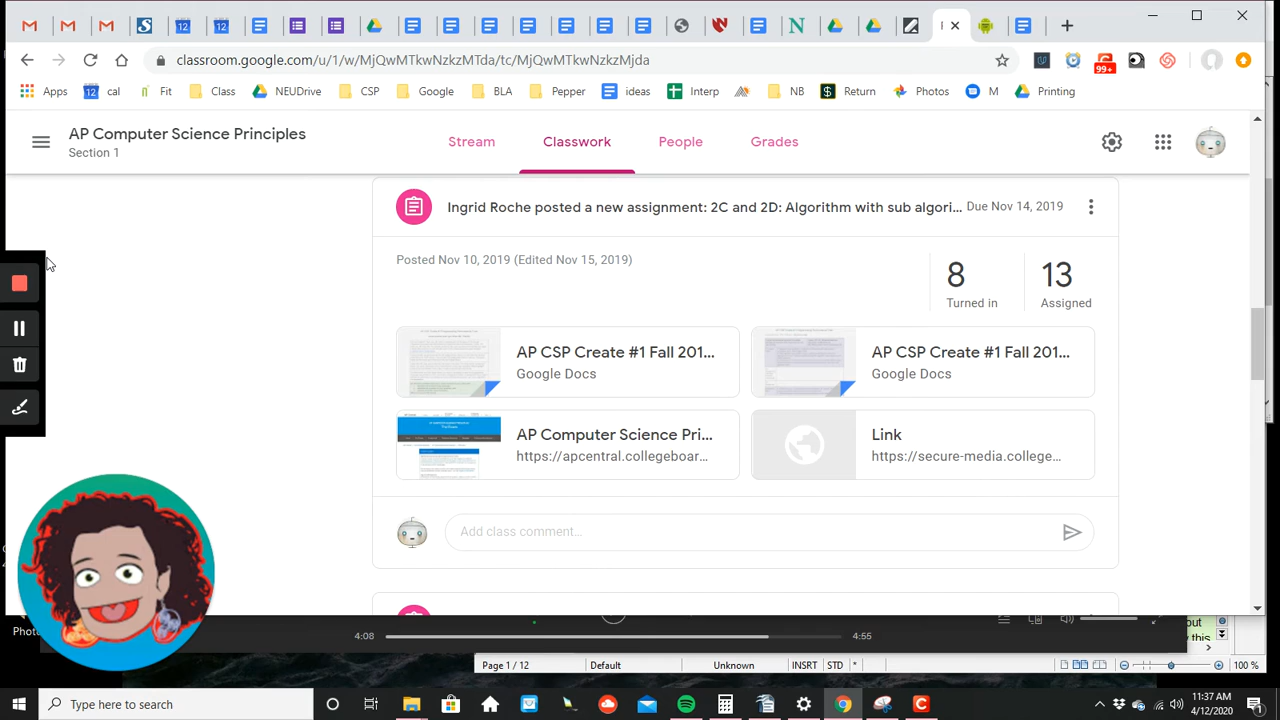 classroom.google.com/u/1/w/MjQwMTkwNzkzMTda/tc/MjQwMTkwNzkzMjda
99+
Apps
12 cal
Fit
Class
NEUDrive
CSP
Google
BLA
Pepper
ideas
Interp
NB
Return
Photos
M
Printing
AP Computer Science Principles
Section 1
Stream
Classwork
People
Grades
Ingrid Roche posted a new assignment: 2C and 2D: Algorithm with sub algori...
Due Nov 14, 2019
Posted Nov 10, 2019 (Edited Nov 15, 2019)
8
Turned in
13
Assigned
AP CSP Create #1 Fall 201...
Google Docs
AP CSP Create #1 Fall 201...
Google Docs
AP Computer Science Pri...
https://apcentral.collegeboar...
Link
https://secure-media.college...
Add class comment...
Photo
4:08
4:55
Page 1 / 12
Default
Unknown
INSRT
STD
*
100 %
Type here to search
11:37 AM
4/12/2020